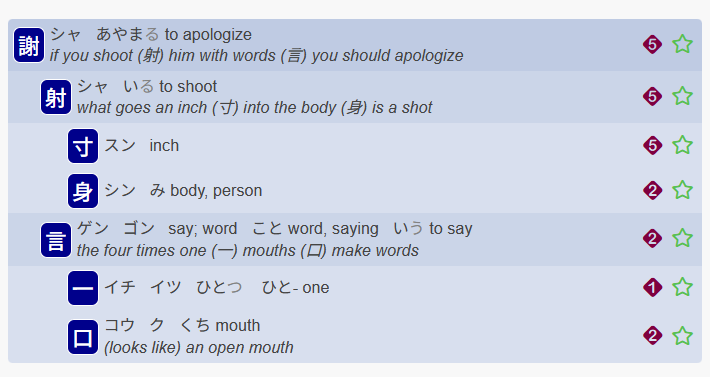 謝 シャ あやまる to apologize 5
if you shoot (射) him with words (言) you should apologize
射 シャ いる to shoot 5
what goes an inch (寸) into the body (身) is a shot
寸 スン inch 5
身 シン み body, person 2
言 ゲン ゴン say; word こと word, saying いう to say 2
the four times one (一) mouths (口) make words
一 イチ イツ ひとつ ひと- one 1
口 コウ ク くち mouth 2
(looks like) an open mouth